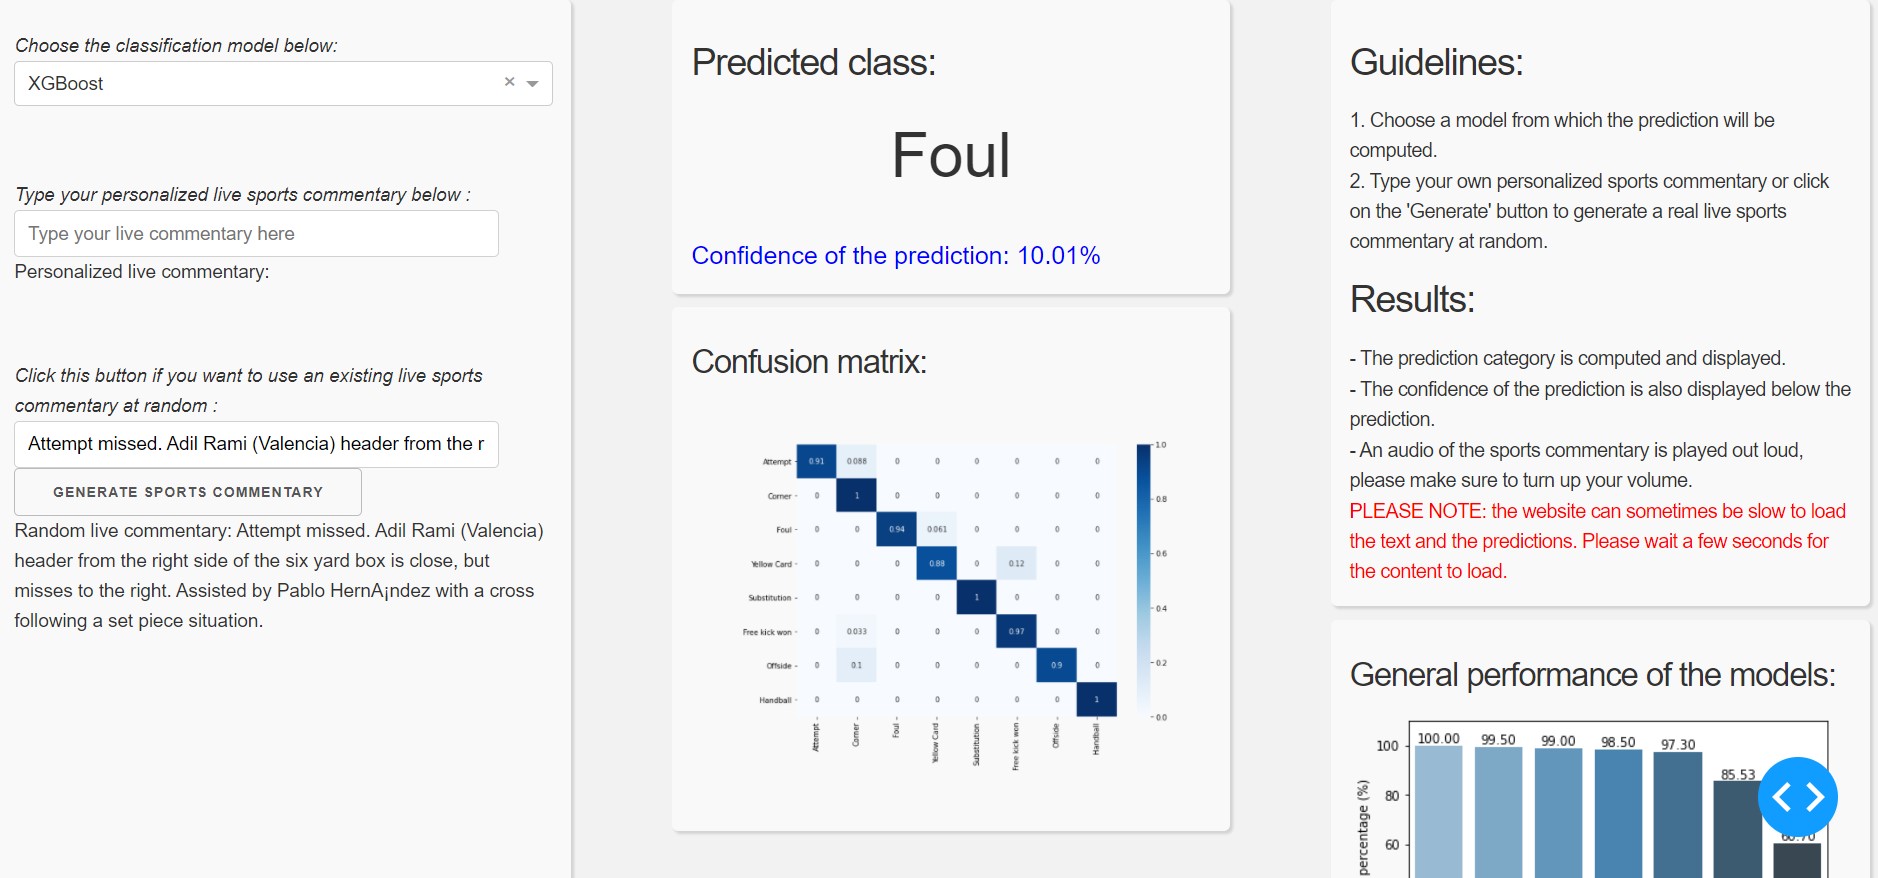 Choose the classification model below:
XGBoost
Type your personalized live sports commentary below :
Type your live commentary here
Personalized live commentary:
Click this button if you want to use an existing live sports
commentary at random :
Attempt missed. Adil Rami (Valencia) header from the r
GENERATE SPORTS COMMENTARY
Random live commentary: Attempt missed. Adil Rami (Valencia)
header from the right side of the six yard box is close, but
misses to the right. Assisted by Pablo HernA¡ndez with a cross
following a set piece situation.
Predicted class:
Foul
Confidence of the prediction: 10.01%
Confusion matrix:
Attempt 0.91 0.088 0 0 0 0 0 0
Corner 0 1 0 0 0 0 0 0
Foul 0 0 0.94 0.061 0 0 0 0
Yellow Card 0 0 0 0.88 0 0.12 0 0
Substitution 0 0 0 0 1 0 0 0
Free kick won 0 0.033 0 0 0 0.97 0 0
Offside 0 0.1 0 0 0 0 0.9 0
Handball 0 0 0 0 0 0 0 1
Attempt Corner Foul Yellow Card Substitution Free kick won Offside Handball
1.0
0.8
0.6
0.4
0.2
0.0
Guidelines:
1. Choose a model from which the prediction will be
computed.
2. Type your own personalized sports commentary or click
on the 'Generate' button to generate a real live sports
commentary at random.
Results:
- The prediction category is computed and displayed.
- The confidence of the prediction is also displayed below the
prediction.
- An audio of the sports commentary is played out loud,
please make sure to turn up your volume.
PLEASE NOTE: the website can sometimes be slow to load
the text and the predictions. Please wait a few seconds for
the content to load.
General performance of the models:
100.00 99.50 99.00 98.50 97.30 85.53
100
80
60
percentage (%)